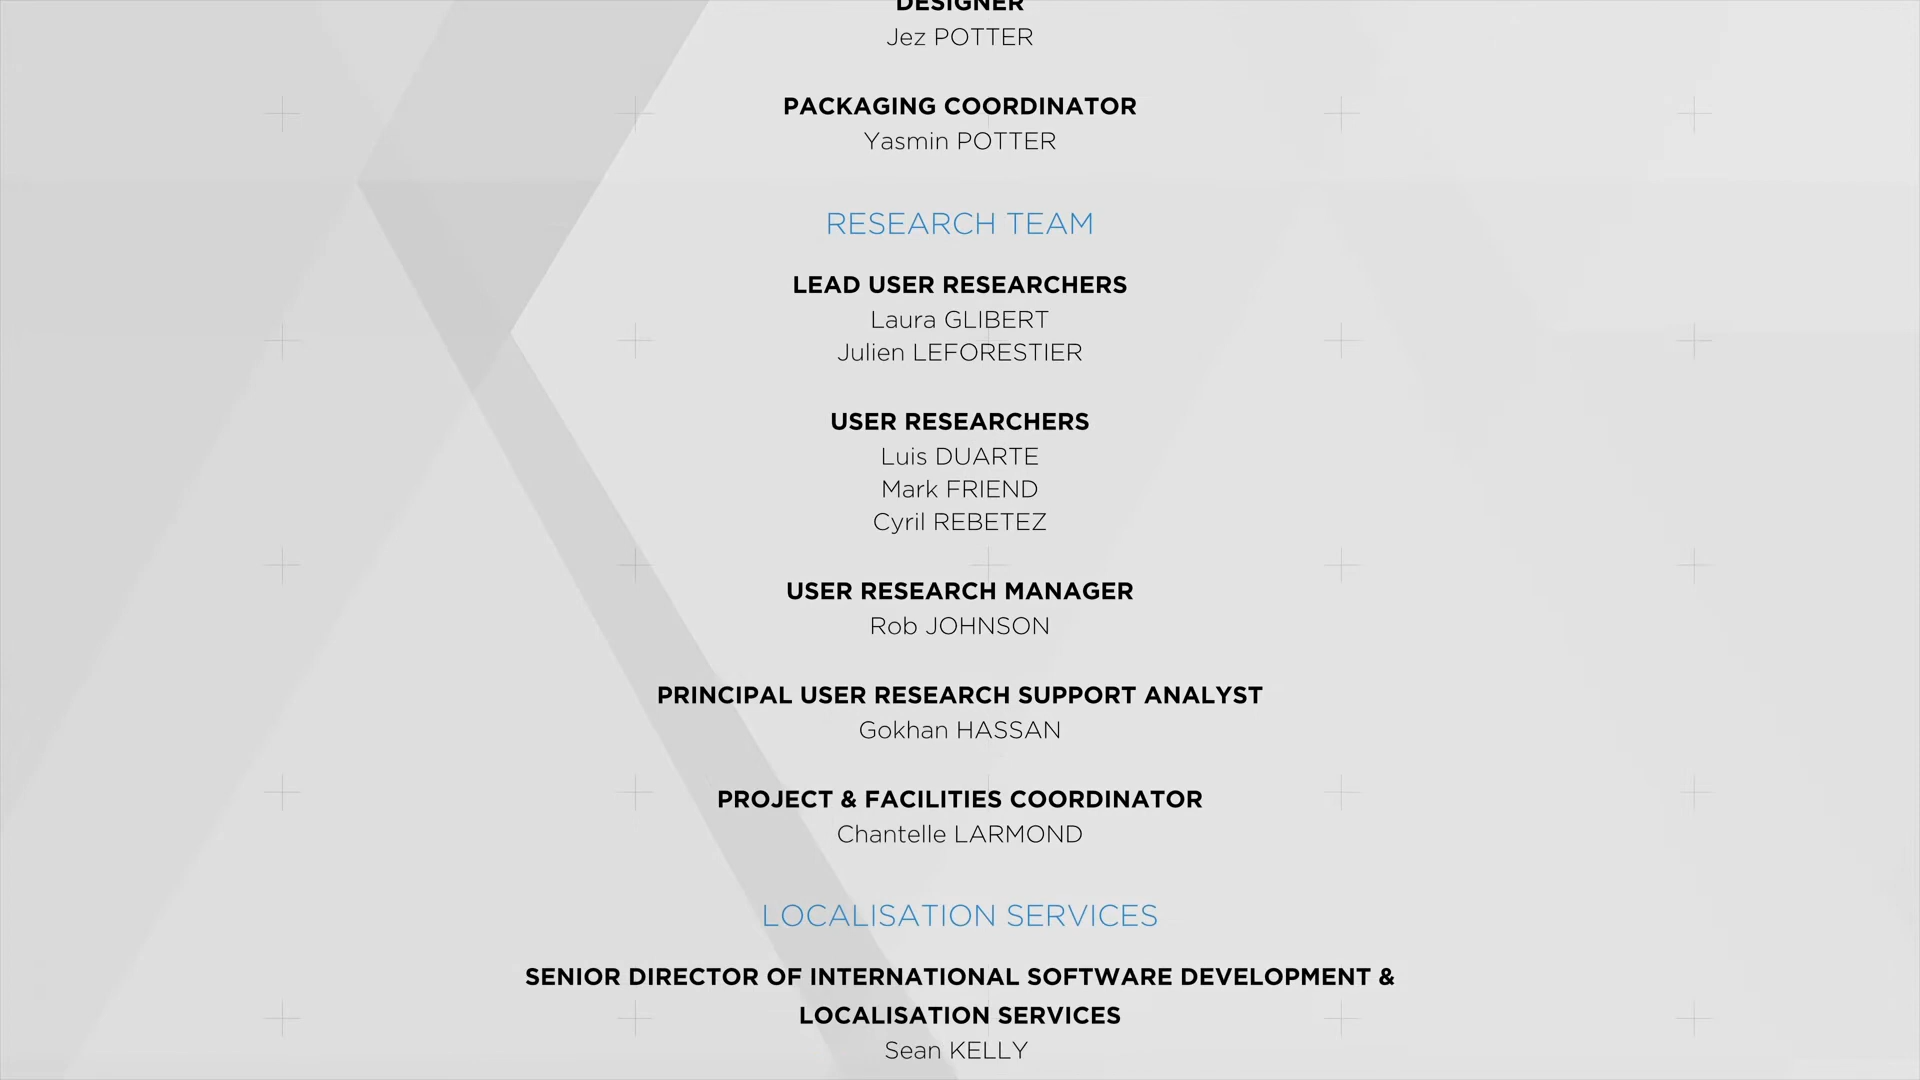 DESIGNER
Jez POTTER
PACKAGING COORDINATOR
Yasmin POTTER
RESEARCH TEAM
LEAD USER RESEARCHERS
Laura GLIBERT
Julien LEFORESTIER
USER RESEARCHERS
Luis DUARTE
Mark FRIEND
Cyril REBETEZ
USER RESEARCH MANAGER
Rob JOHNSON
PRINCIPAL USER RESEARCH SUPPORT ANALYST
Gokhan HASSAN
PROJECT & FACILITIES COORDINATOR
Chantelle LARMOND
LOCALISATION SERVICES
SENIOR DIRECTOR OF INTERNATIONAL SOFTWARE DEVELOPMENT &
LOCALISATION SERVICES
Sean KELLY